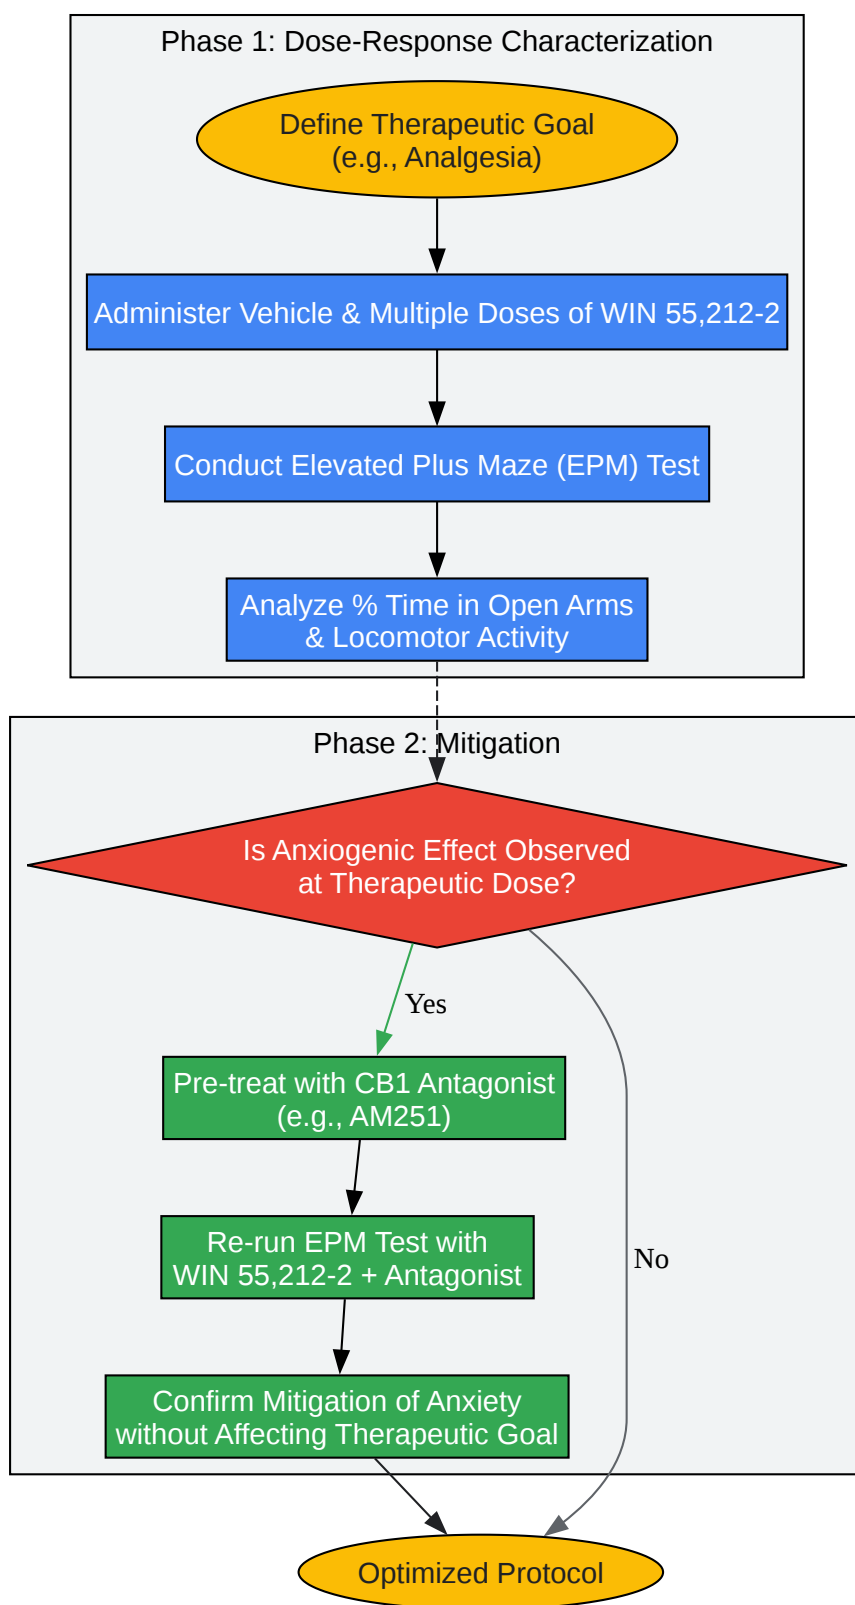 Phase 1: Dose-Response Characterization
Define Therapeutic Goal
(e.g., Analgesia)
Administer Vehicle & Multiple Doses of WIN 55,212-2
Conduct Elevated Plus Maze (EPM) Test
Analyze % Time in Open Arms
& Locomotor Activity
Phase 2: Mitigation
Is Anxiogenic Effect Observed
at Therapeutic Dose?
Yes
Pre-treat with CB1 Antagonist
(e.g., AM251)
Re-run EPM Test with
WIN 55,212-2 + Antagonist
No
Confirm Mitigation of Anxiety
without Affecting Therapeutic Goal
Optimized Protocol